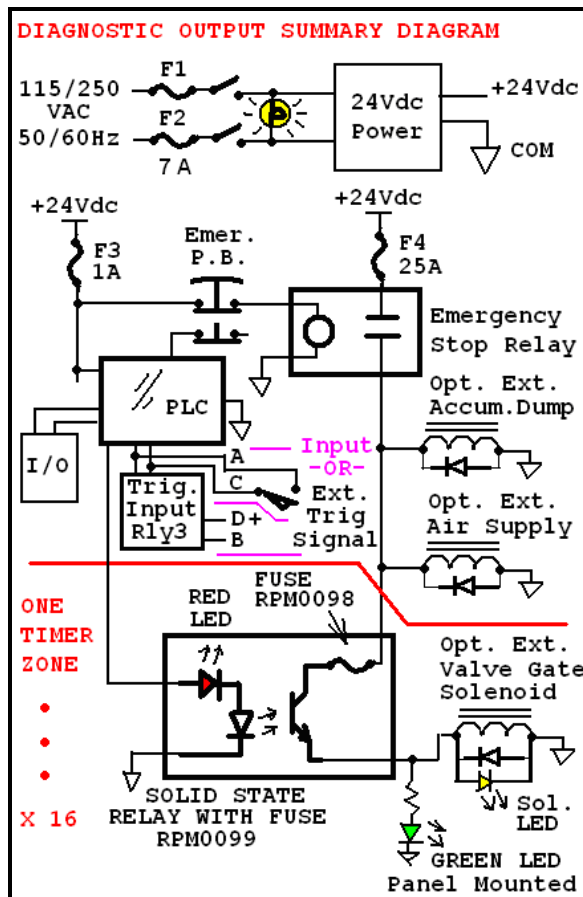 DIAGNOSTIC OUTPUT SUMMARY DIAGRAM
F1
115/250
VAC
50/60Hz
F2
7A
24Vdc
Power
+24Vdc
COM
+24Vdc
F3
1A
Emer.
P.B.
+24Vdc
F4
25A
Emergency
Stop Relay
PLC
I/O
Trig.
Input
Rly3
A
C
D+
B
Input
-OR-
Ext.
Trig
Signal
Opt. Ext.
Accum.Dump
Opt. Ext.
Air Supply
ONE
TIMER
ZONE
X 16
RED
LED
FUSE
RPM0098
SOLID STATE
RELAY WITH FUSE
RPM0099
Opt. Ext.
Valve Gate
Solenoid
Sol.
LED
GREEN LED
Panel Mounted